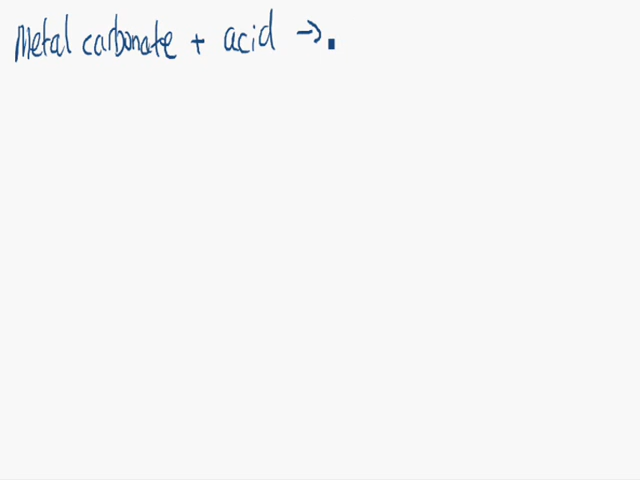 Metal carbonate + acid →